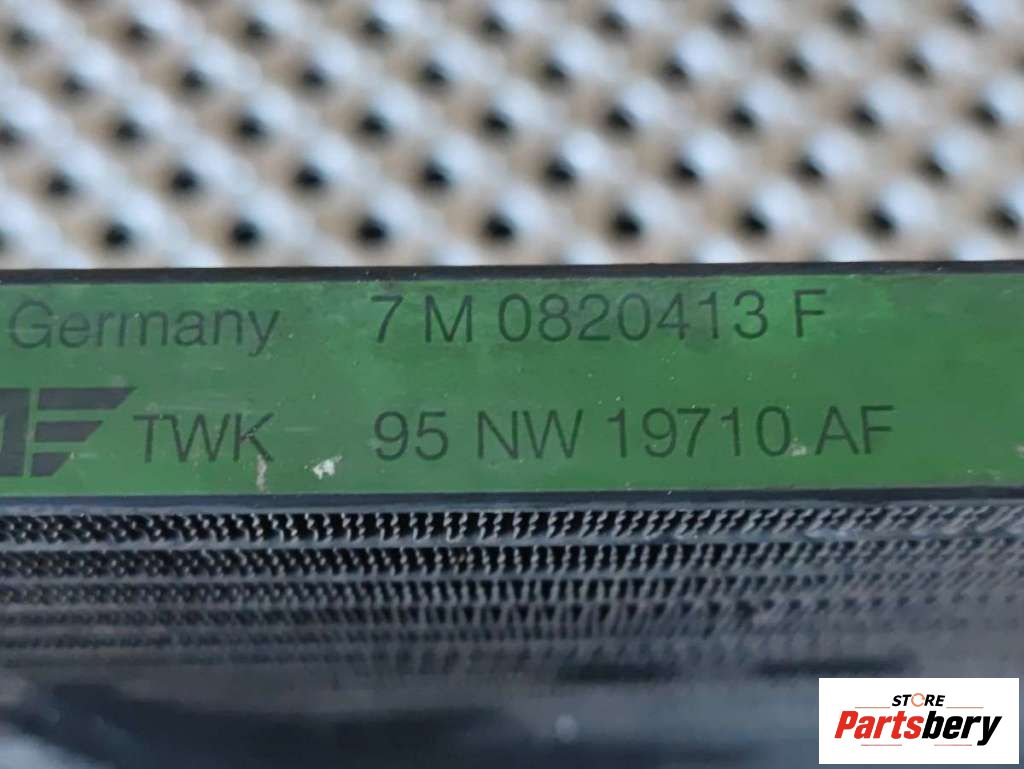 Germany 7 M 0820413 F
TWK 95 NW 19710 AF
STORE
Partsbery